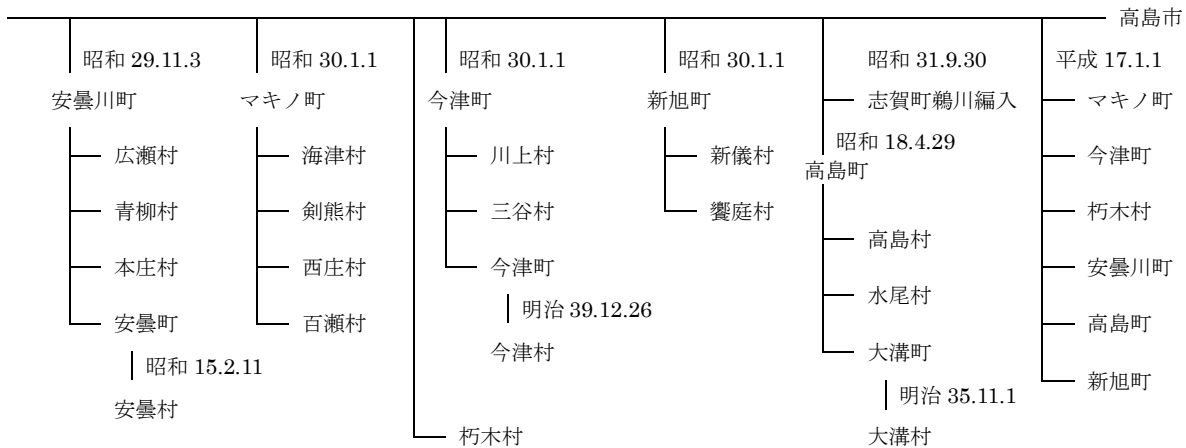 高島市
昭和 29.11.3
安曇川町
広瀬村
青柳村
本庄村
安曇町
昭和 15.2.11
安曇村
昭和 30.1.1
マキノ町
海津村
剣熊村
西庄村
百瀬村
昭和 30.1.1
今津町
川上村
三谷村
今津町
明治 39.12.26
今津村
朽木村
昭和 30.1.1
新旭町
新儀村
饗庭村
昭和 31.9.30
志賀町鵜川編入
昭和 18.4.29
高島町
高島村
水尾村
大溝町
明治 35.11.1
大溝村
平成 17.1.1
マキノ町
今津町
朽木村
安曇川町
高島町
新旭町